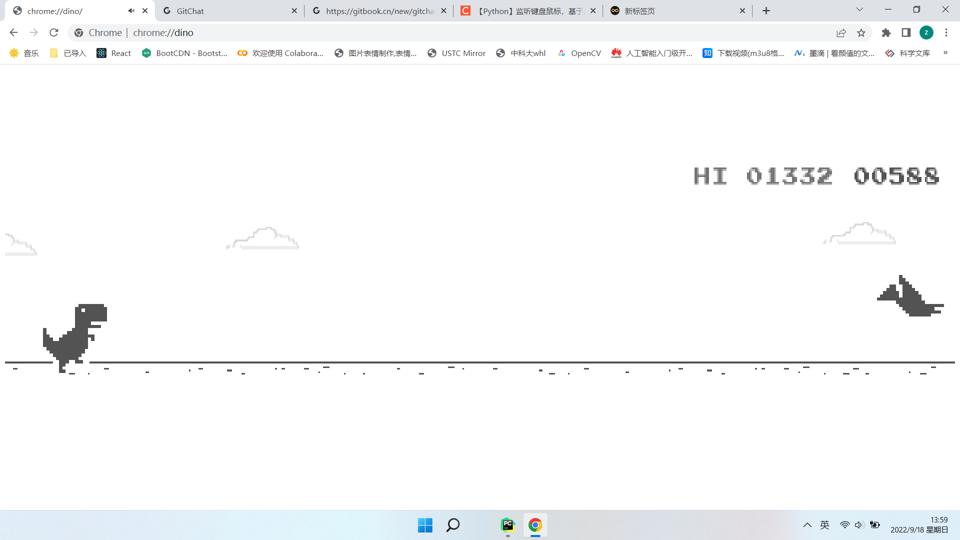 chrome://dino/
GitChat
https://gitbook.cn/new/gitcha
【Python】监听键盘鼠标，基于
新标签页
Chrome | chrome://dino
音乐
已导入
React
BootCDN - Bootst...
欢迎使用 Colabora...
图片表情制作,表情...
USTC Mirror
中科大whl
OpenCV
人工智能入门极开...
下载视频(m3u8格...
墨滴 | 看颜值的文...
科学文库
HI 01332 00588
英
13:59
2022/9/18 星期日